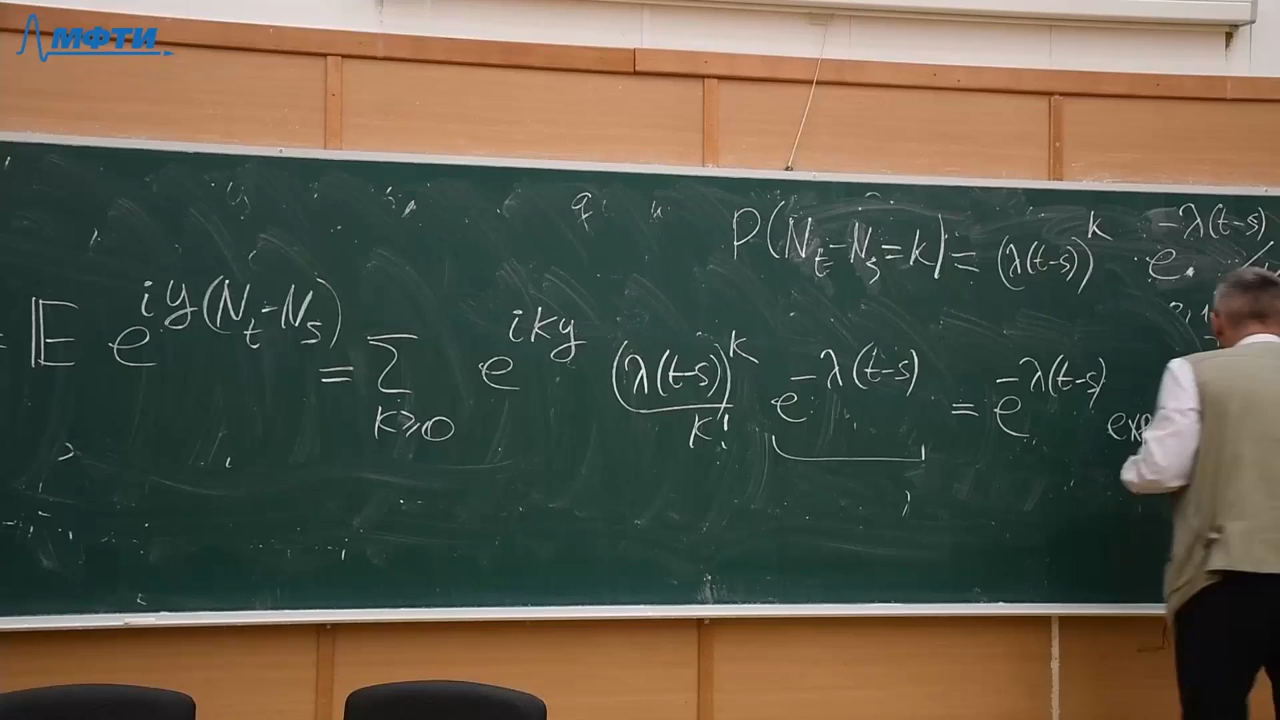 МФТИ
P(N_t-N_s=k)= (λ(t-s))^k · e^{-λ(t-s)} /
= 𝔼 e^{iy(N_t-N_s)} = Σ_{k≥0} e^{iky} (λ(t-s))^k/k! e^{-λ(t-s)} = e^{-λ(t-s)} exp